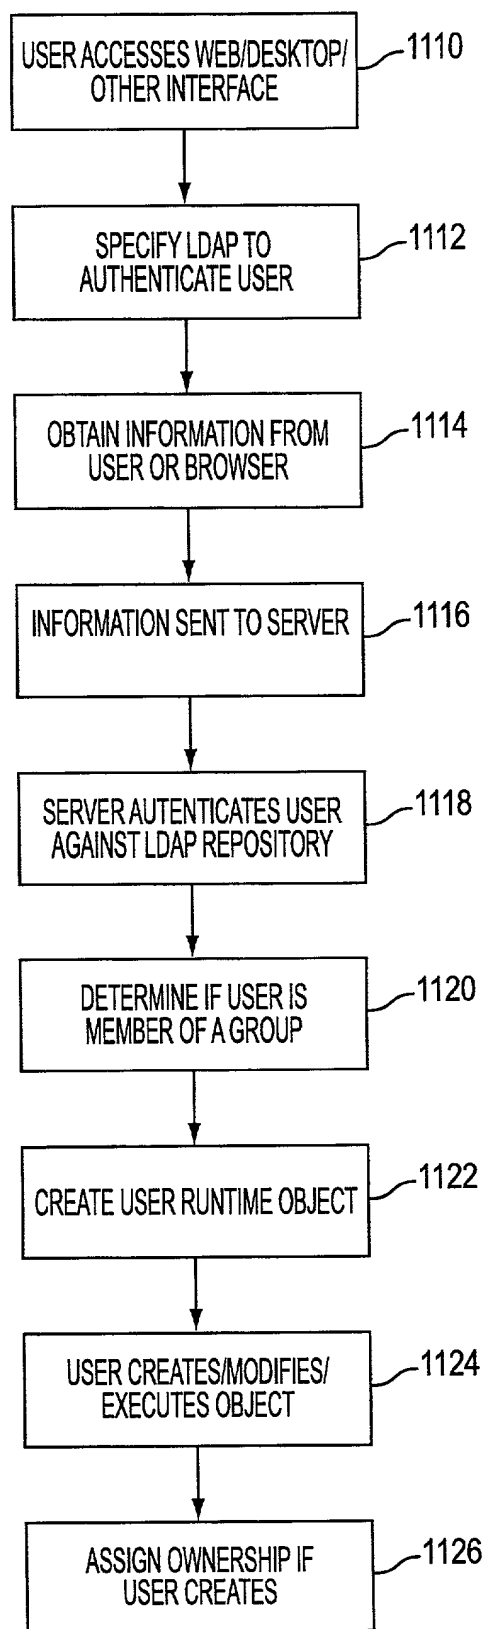 USER ACCESSES WEB/DESKTOP/
OTHER INTERFACE
1110
SPECIFY LDAP TO
AUTHENTICATE USER
1112
OBTAIN INFORMATION FROM
USER OR BROWSER
1114
INFORMATION SENT TO SERVER
1116
SERVER AUTENTICATES USER
AGAINST LDAP REPOSITORY
1118
DETERMINE IF USER IS
MEMBER OF A GROUP
1120
CREATE USER RUNTIME OBJECT
1122
USER CREATES/MODIFIES/
EXECUTES OBJECT
1124
ASSIGN OWNERSHIP IF
USER CREATES
1126